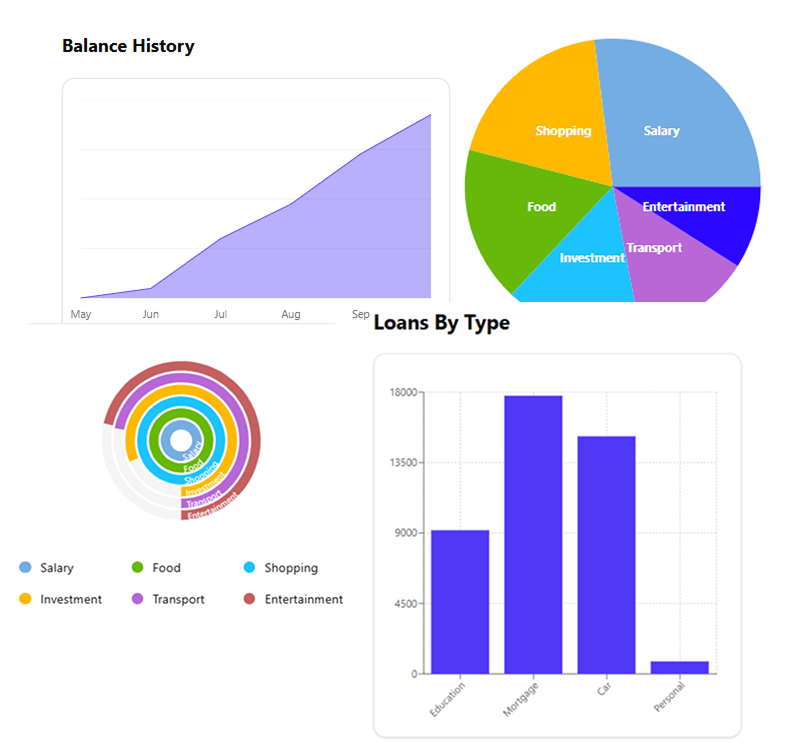 Balance History
May Jun Jul Aug Sep
Shopping Salary
Food Entertainment
Transport
Investment
Loans By Type
18000
13500
9000
4500
0
Education Mortgage Car Personal
Salary
Food
Shopping
Investment
Transport
Entertainment
Salary Food Shopping
Investment Transport Entertainment